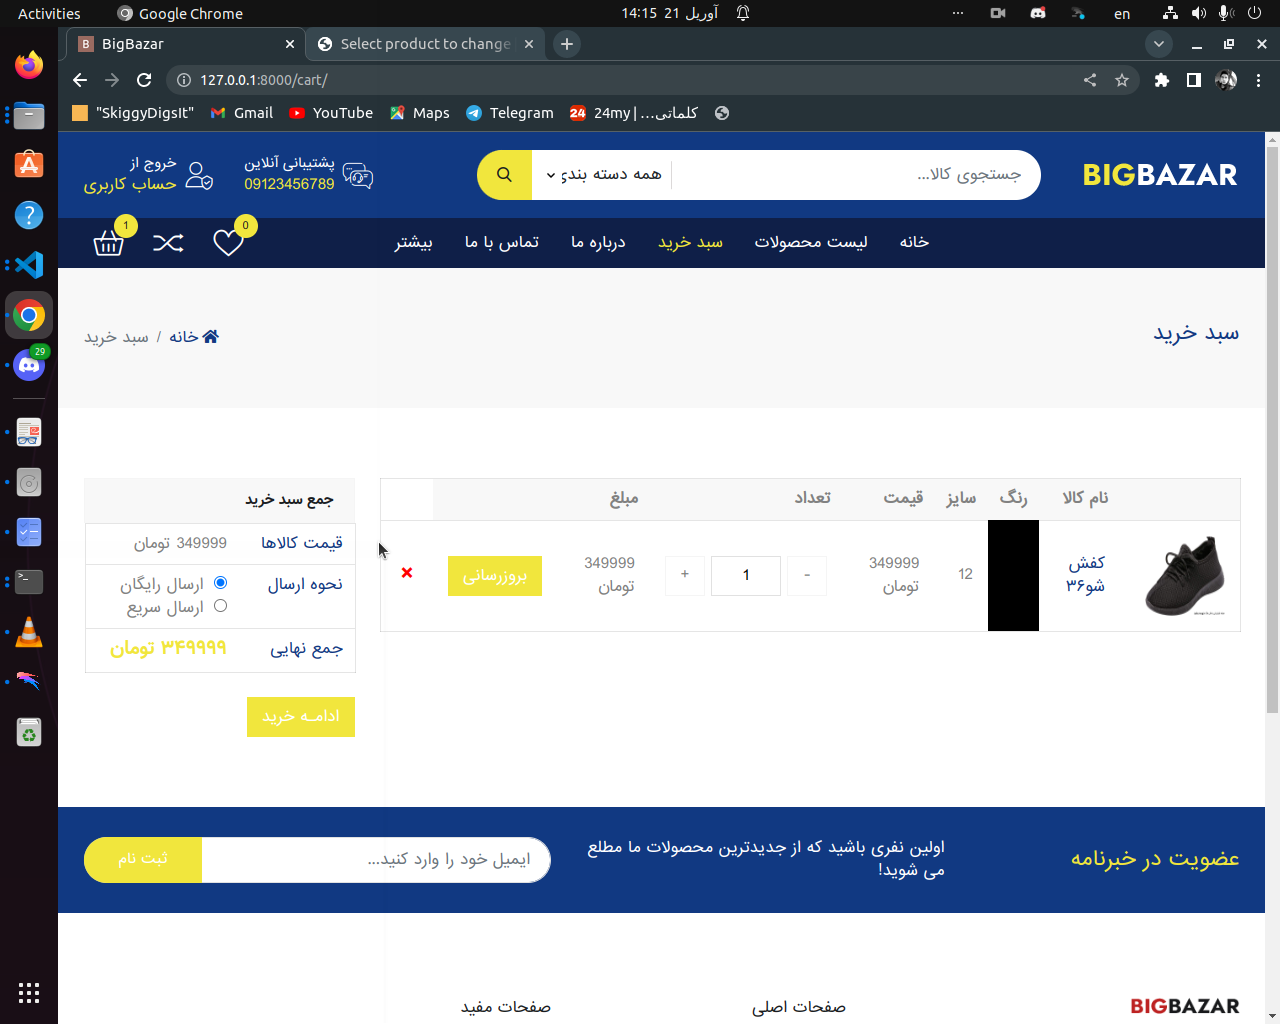 Activities
Google Chrome
14:15 21 آوریل
en
BigBazar
Select product to change
127.0.0.1:8000/cart/
"SkiggyDigsIt"
Gmail
YouTube
Maps
Telegram
24my | کلماتی...
BIGBAZAR
جستجوی کالا...
همه دسته بندی
پشتیبانی آنلاین
09123456789
خروج از
حساب کاربری
خانه
لیست محصولات
سبد خرید
درباره ما
تماس با ما
بیشتر
0
1
29
سبد خرید
خانه / سبد خرید
نام کالا
رنگ
سایز
قیمت
تعداد
مبلغ
کفش
شو۳۶
12
349999
تومان
-
1
+
349999
تومان
بروزرسانی
جمع سبد خرید
قیمت کالاها
349999 تومان
نحوه ارسال
ارسال رایگان
ارسال سریع
جمع نهایی
۳۴۹۹۹۹ تومان
ادامـه خرید
عضویت در خبرنامه
اولین نفری باشید که از جدیدترین محصولات ما مطلع
می شوید!
ایمیل خود را وارد کنید...
ثبت نام
BIGBAZAR
صفحات اصلی
صفحات مفید